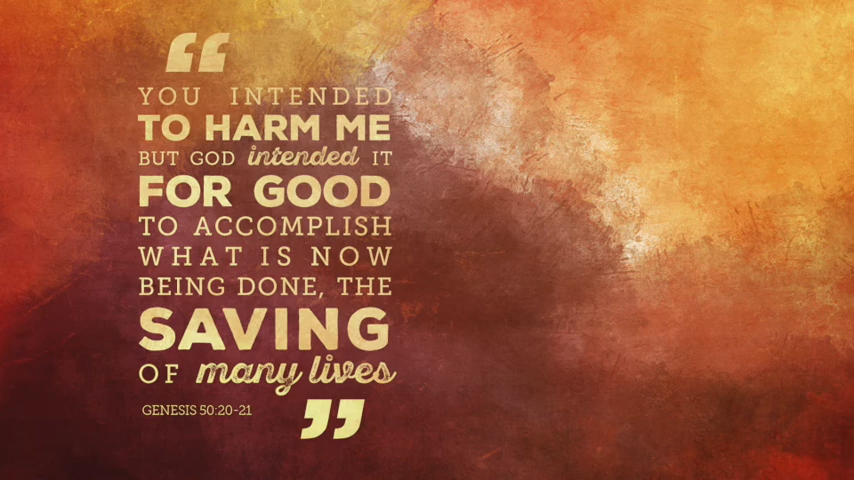 “
YOU INTENDED
TO HARM ME
BUT GOD intended IT
FOR GOOD
TO ACCOMPLISH
WHAT IS NOW
BEING DONE, THE
SAVING
OF many lives
GENESIS 50:20-21
”